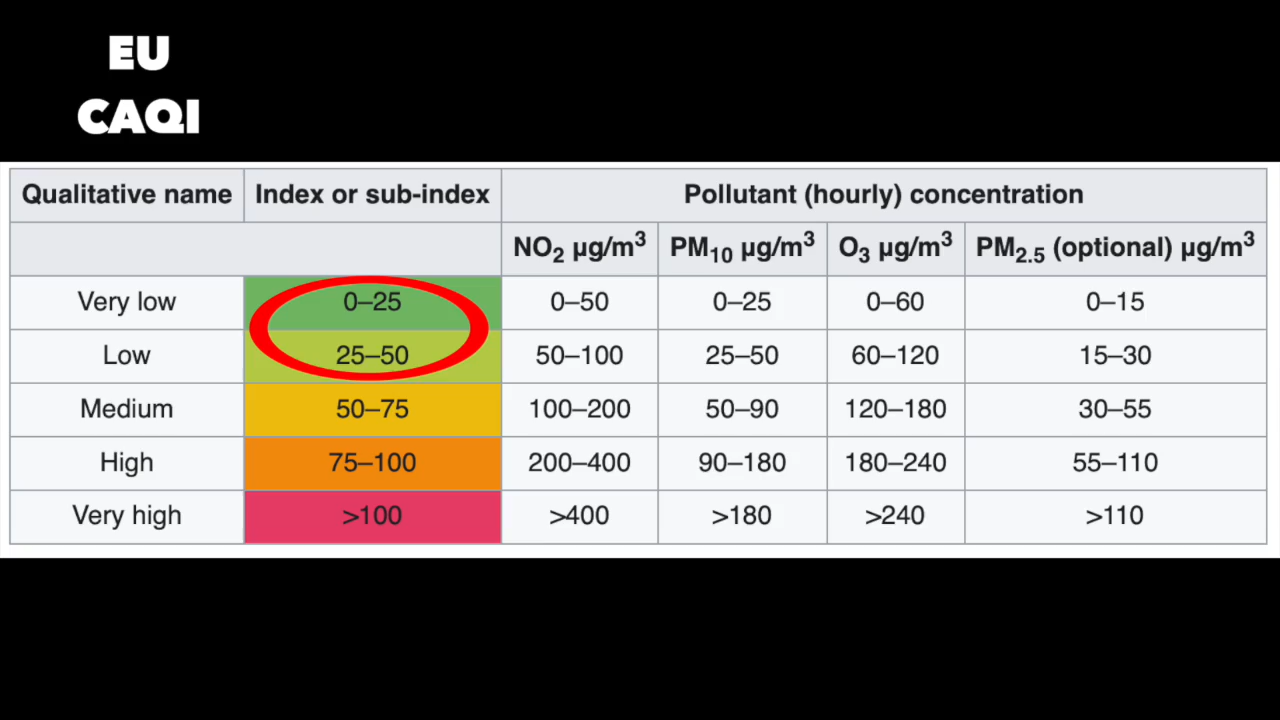 EU
CAQI
Qualitative name Index or sub-index Pollutant (hourly) concentration
NO₂ µg/m³ PM₁₀ µg/m³ O₃ µg/m³ PM₂.₅ (optional) µg/m³
Very low 0–25 0–50 0–25 0–60 0–15
Low 25–50 50–100 25–50 60–120 15–30
Medium 50–75 100–200 50–90 120–180 30–55
High 75–100 200–400 90–180 180–240 55–110
Very high >100 >400 >180 >240 >110